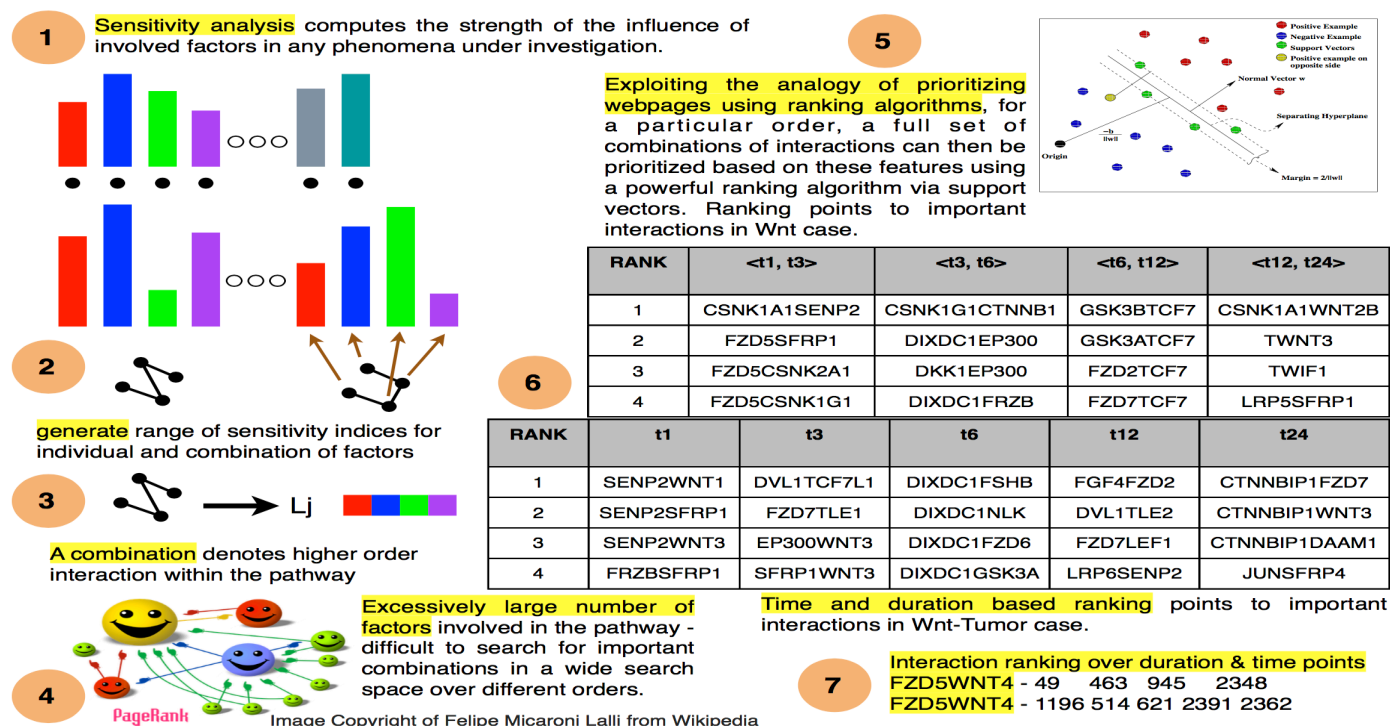 1
Sensitivity analysis computes the strength of the influence of
involved factors in any phenomena under investigation.
2
generate range of sensitivity indices for
individual and combination of factors
3
Lj
A combination denotes higher order
interaction within the pathway
4
PageRank
Excessively large number of
factors involved in the pathway -
difficult to search for important
combinations in a wide search
space over different orders.
Image Copyright of Felipe Micaroni Lalli from Wikipedia
5
Exploiting the analogy of prioritizing
webpages using ranking algorithms, for
a particular order, a full set of
combinations of interactions can then be
prioritized based on these features using
a powerful ranking algorithm via support
vectors. Ranking points to important
interactions in Wnt case.
Positive Example
Negative Example
Support Vectors
Positive example on
opposite side
Normal Vector w
Separating Hyperplane
-b
||w||
Origin
Margin = 2/||w||
6
RANK <t1, t3> <t3, t6> <t6, t12> <t12, t24>
1 CSNK1A1SENP2 CSNK1G1CTNNB1 GSK3BTCF7 CSNK1A1WNT2B
2 FZD5SFRP1 DIXDC1EP300 GSK3ATCF7 TWNT3
3 FZD5CSNK2A1 DKK1EP300 FZD2TCF7 TWIF1
4 FZD5CSNK1G1 DIXDC1FRZB FZD7TCF7 LRP5SFRP1
RANK t1 t3 t6 t12 t24
1 SENP2WNT1 DVL1TCF7L1 DIXDC1FSHB FGF4FZD2 CTNNBIP1FZD7
2 SENP2SFRP1 FZD7TLE1 DIXDC1NLK DVL1TLE2 CTNNBIP1WNT3
3 SENP2WNT3 EP300WNT3 DIXDC1FZD6 FZD7LEF1 CTNNBIP1DAAM1
4 FRZBSFRP1 SFRP1WNT3 DIXDC1GSK3A LRP6SENP2 JUNSFRP4
Time and duration based ranking points to important
interactions in Wnt-Tumor case.
7
Interaction ranking over duration & time points
FZD5WNT4 - 49 463 945 2348
FZD5WNT4 - 1196 514 621 2391 2362